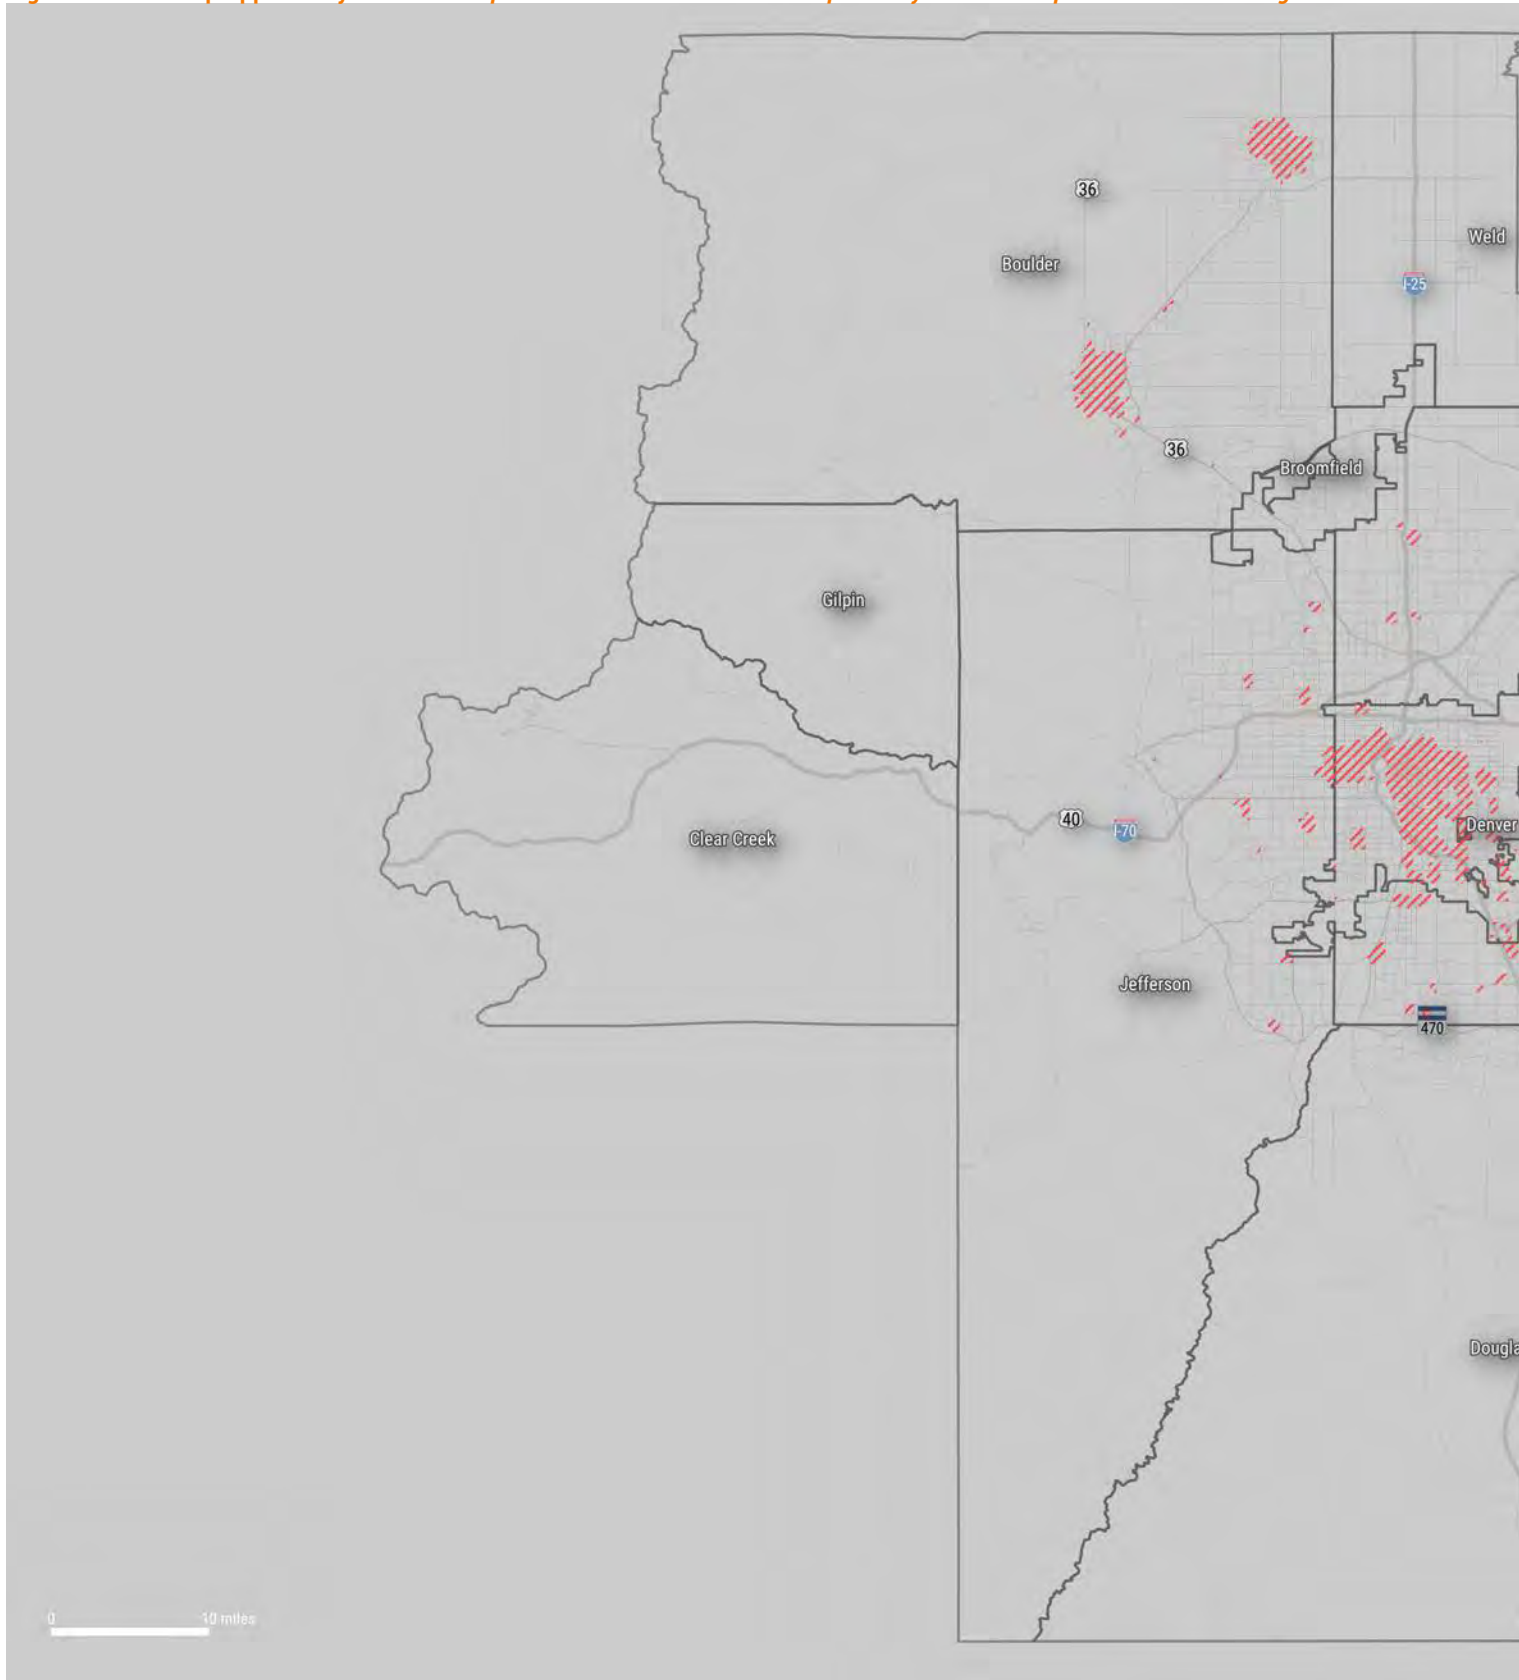 36
Weld
Boulder
I-25
36
Broomfield
Gilpin
40
I-70
Denver
Clear Creek
Jefferson
470
Dougla
0
10 miles